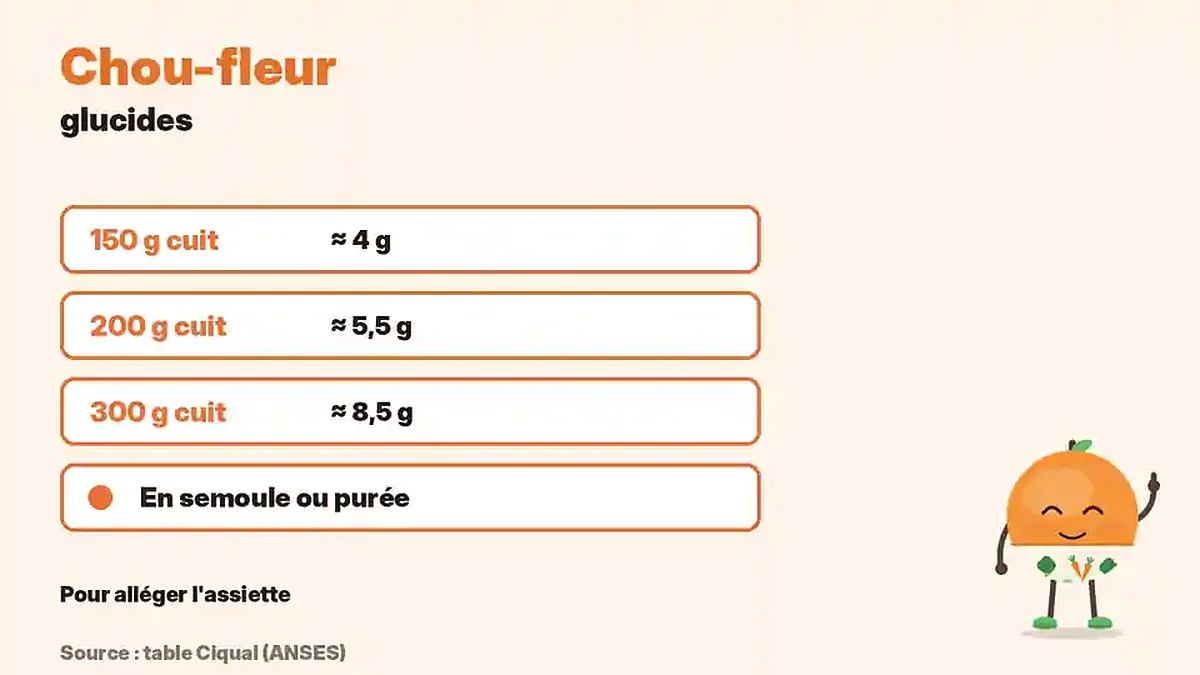 Chou-fleur
glucides
150 g cuit ≈ 4 g
200 g cuit ≈ 5,5 g
300 g cuit ≈ 8,5 g
En semoule ou purée
Pour alléger l'assiette
Source : table Ciqual (ANSES)